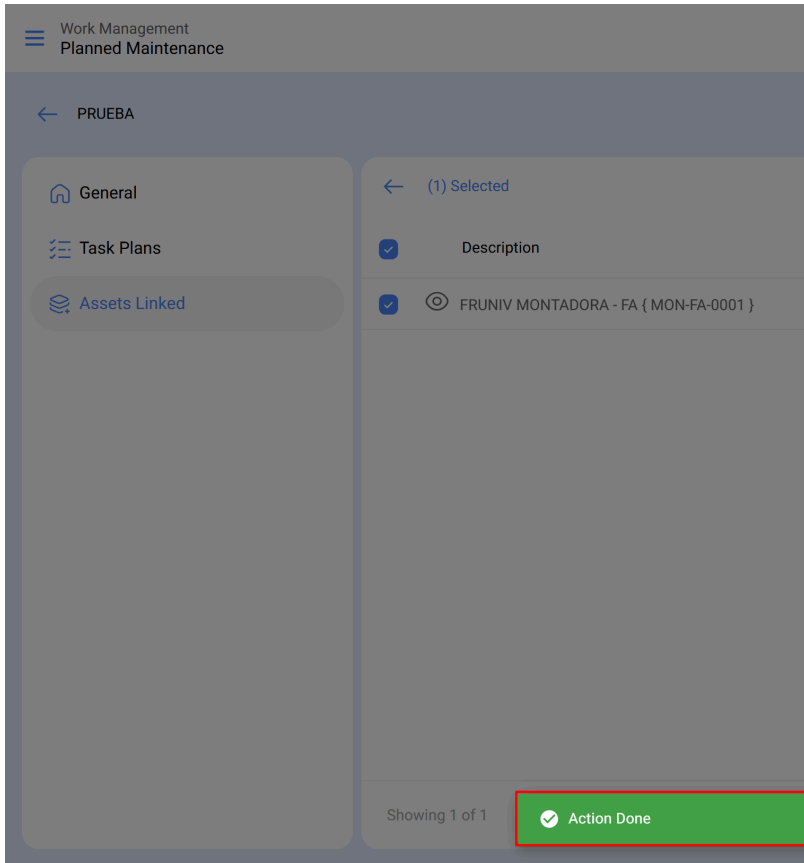 Work Management
Planned Maintenance
PRUEBA
General
Task Plans
Assets Linked
(1) Selected
Description
FRUNIV MONTADORA - FA { MON-FA-0001 }
Showing 1 of 1
Action Done